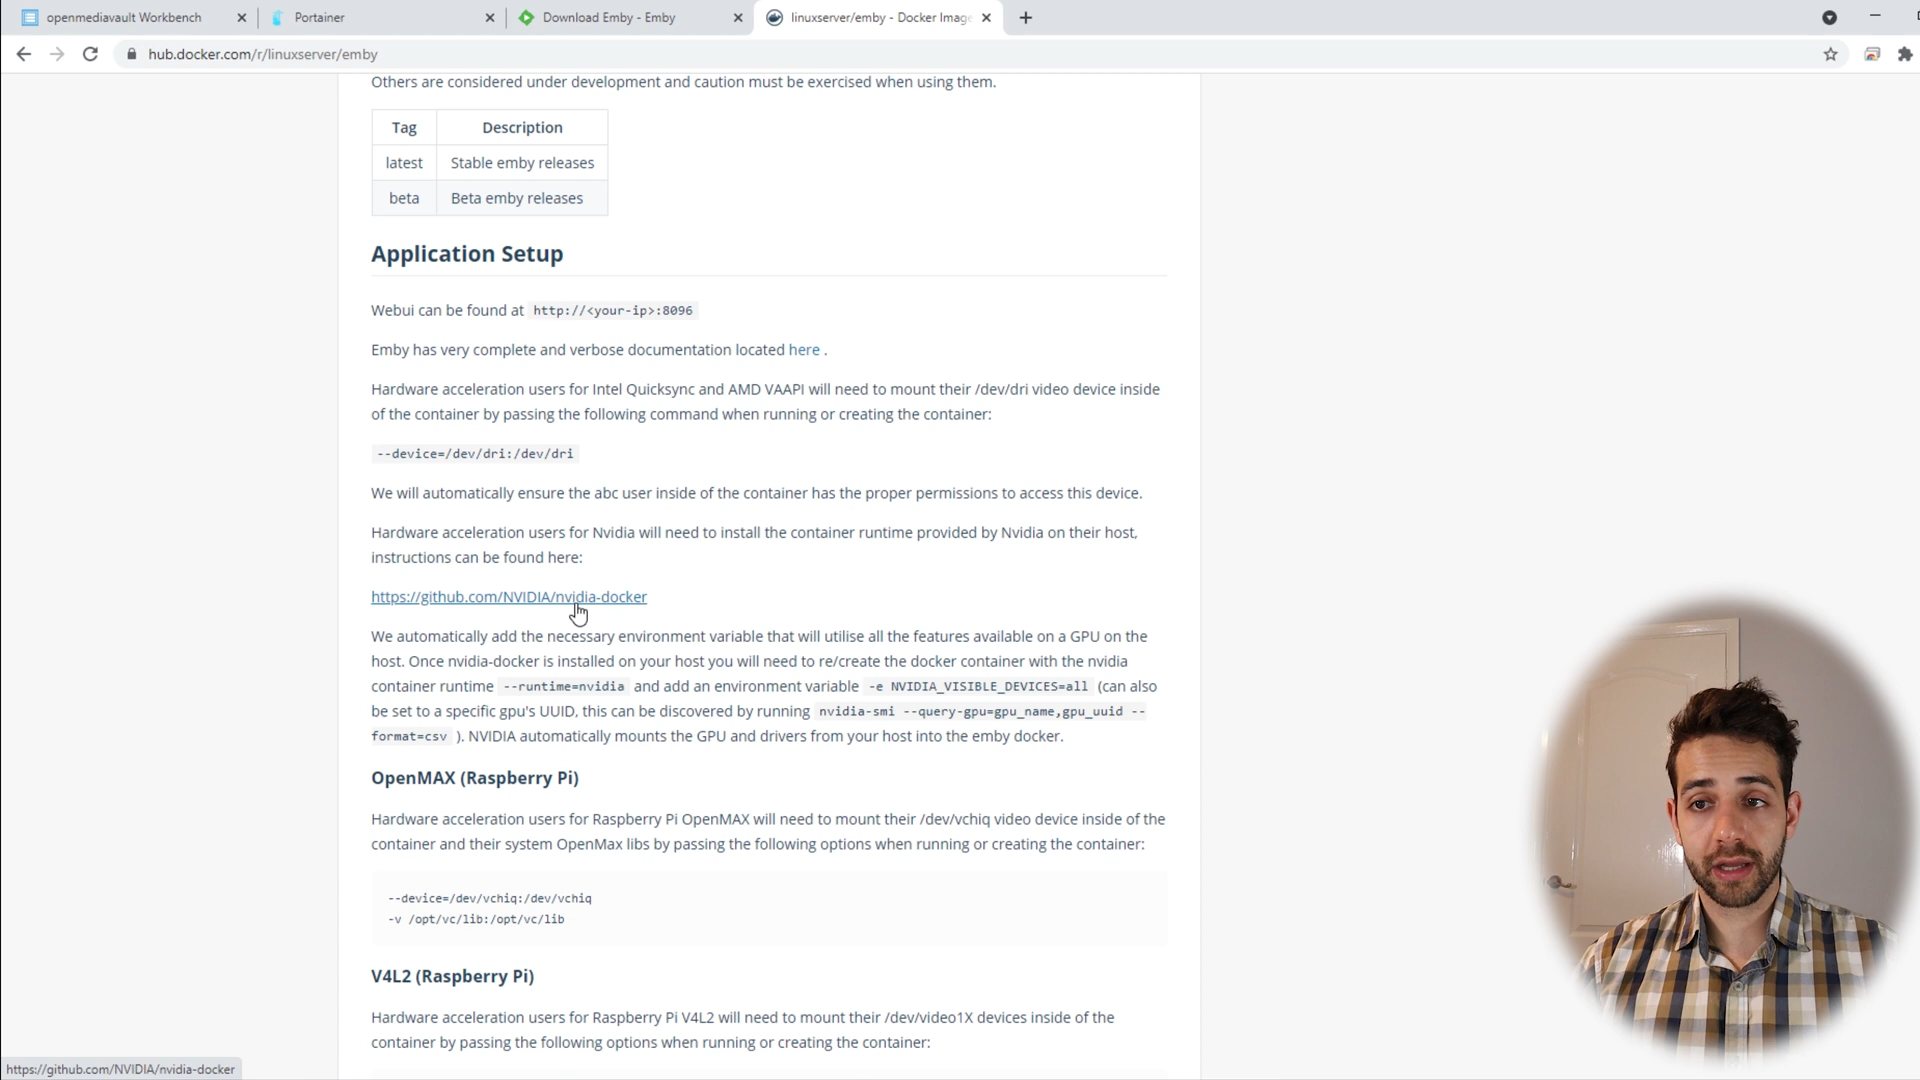 openmediavault Workbench
Portainer
Download Emby - Emby
linuxserver/emby - Docker Imag
hub.docker.com/r/linuxserver/emby
Others are considered under development and caution must be exercised when using them.
Tag Description
latest Stable emby releases
beta Beta emby releases
Application Setup
Webui can be found at http://<your-ip>:8096
Emby has very complete and verbose documentation located here .
Hardware acceleration users for Intel Quicksync and AMD VAAPI will need to mount their /dev/dri video device inside
of the container by passing the following command when running or creating the container:
--device=/dev/dri:/dev/dri
We will automatically ensure the abc user inside of the container has the proper permissions to access this device.
Hardware acceleration users for Nvidia will need to install the container runtime provided by Nvidia on their host,
instructions can be found here:
https://github.com/NVIDIA/nvidia-docker
We automatically add the necessary environment variable that will utilise all the features available on a GPU on the
host. Once nvidia-docker is installed on your host you will need to re/create the docker container with the nvidia
container runtime --runtime=nvidia and add an environment variable -e NVIDIA_VISIBLE_DEVICES=all (can also
be set to a specific gpu's UUID, this can be discovered by running nvidia-smi --query-gpu=gpu_name,gpu_uuid --
format=csv ). NVIDIA automatically mounts the GPU and drivers from your host into the emby docker.
OpenMAX (Raspberry Pi)
Hardware acceleration users for Raspberry Pi OpenMAX will need to mount their /dev/vchiq video device inside of the
container and their system OpenMax libs by passing the following options when running or creating the container:
--device=/dev/vchiq:/dev/vchiq
-v /opt/vc/lib:/opt/vc/lib
V4L2 (Raspberry Pi)
Hardware acceleration users for Raspberry Pi V4L2 will need to mount their /dev/video1X devices inside of the
container by passing the following options when running or creating the container:
https://github.com/NVIDIA/nvidia-docker